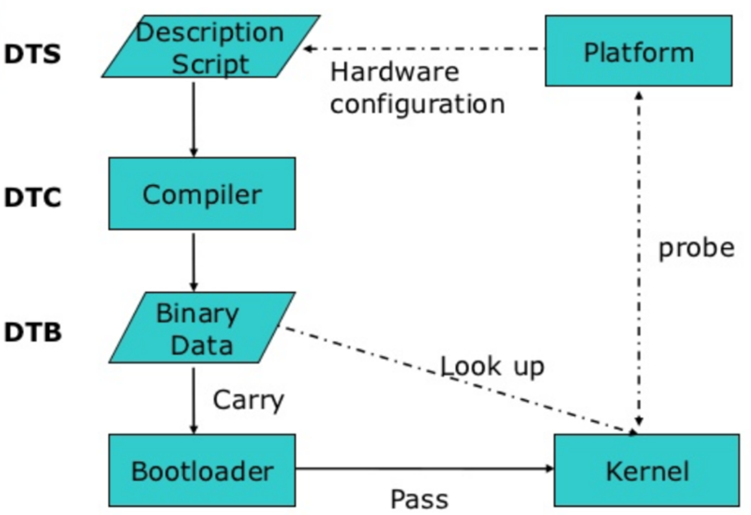 DTS
Description
Script
Platform
Hardware
configuration
DTC
Compiler
probe
DTB
Binary
Data
Look up
Carry
Bootloader
Kernel
Pass